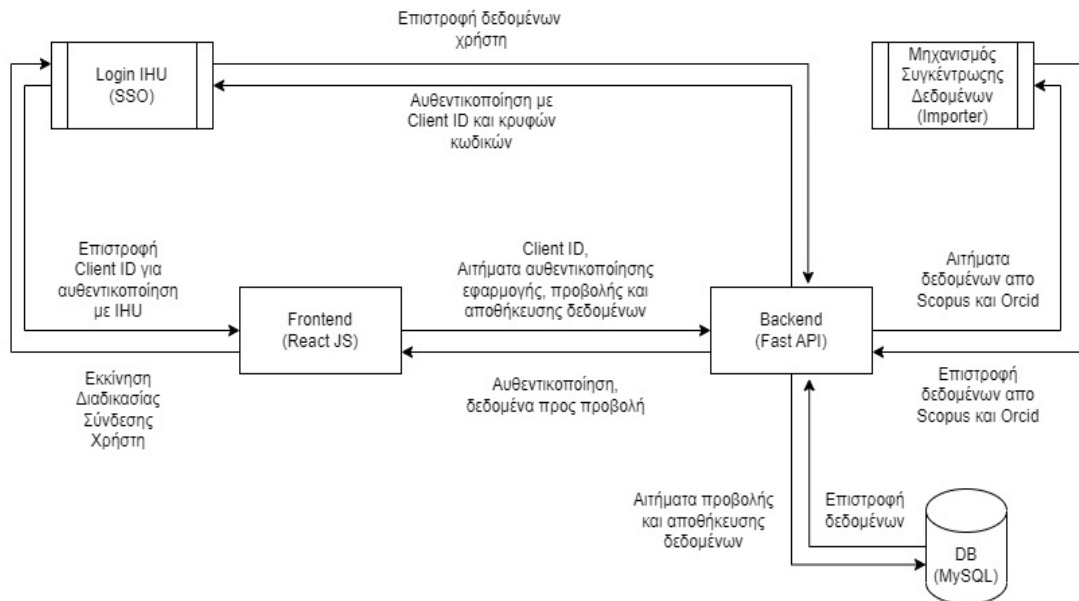 Επιστροφή δεδομένων
χρήστη
Login IHU
(SSO)
Μηχανισμός
Συγκέντρωςης
Δεδομένων
(Importer)
Αυθεντικοποίηση με
Client ID και κρυφών
κωδικών
Επιστροφή
Client ID για
αυθεντικοποίηση
με IHU
Client ID,
Αιτήματα αυθεντικοποίησης
εφαρμογής, προβολής και
αποθήκευσης δεδομένων
Αιτήματα
δεδομένων απο
Scopus και Orcid
Frontend
(React JS)
Backend
(Fast API)
Εκκίνηση
Διαδικασίας
Σύνδεσης
Χρήστη
Αυθεντικοποίηση,
δεδομένα προς προβολή
Επιστροφή
δεδομένων απο
Scopus και Orcid
Αιτήματα προβολής
και αποθήκευσης
δεδομένων
Επιστροφή
δεδομένων
DB
(MySQL)